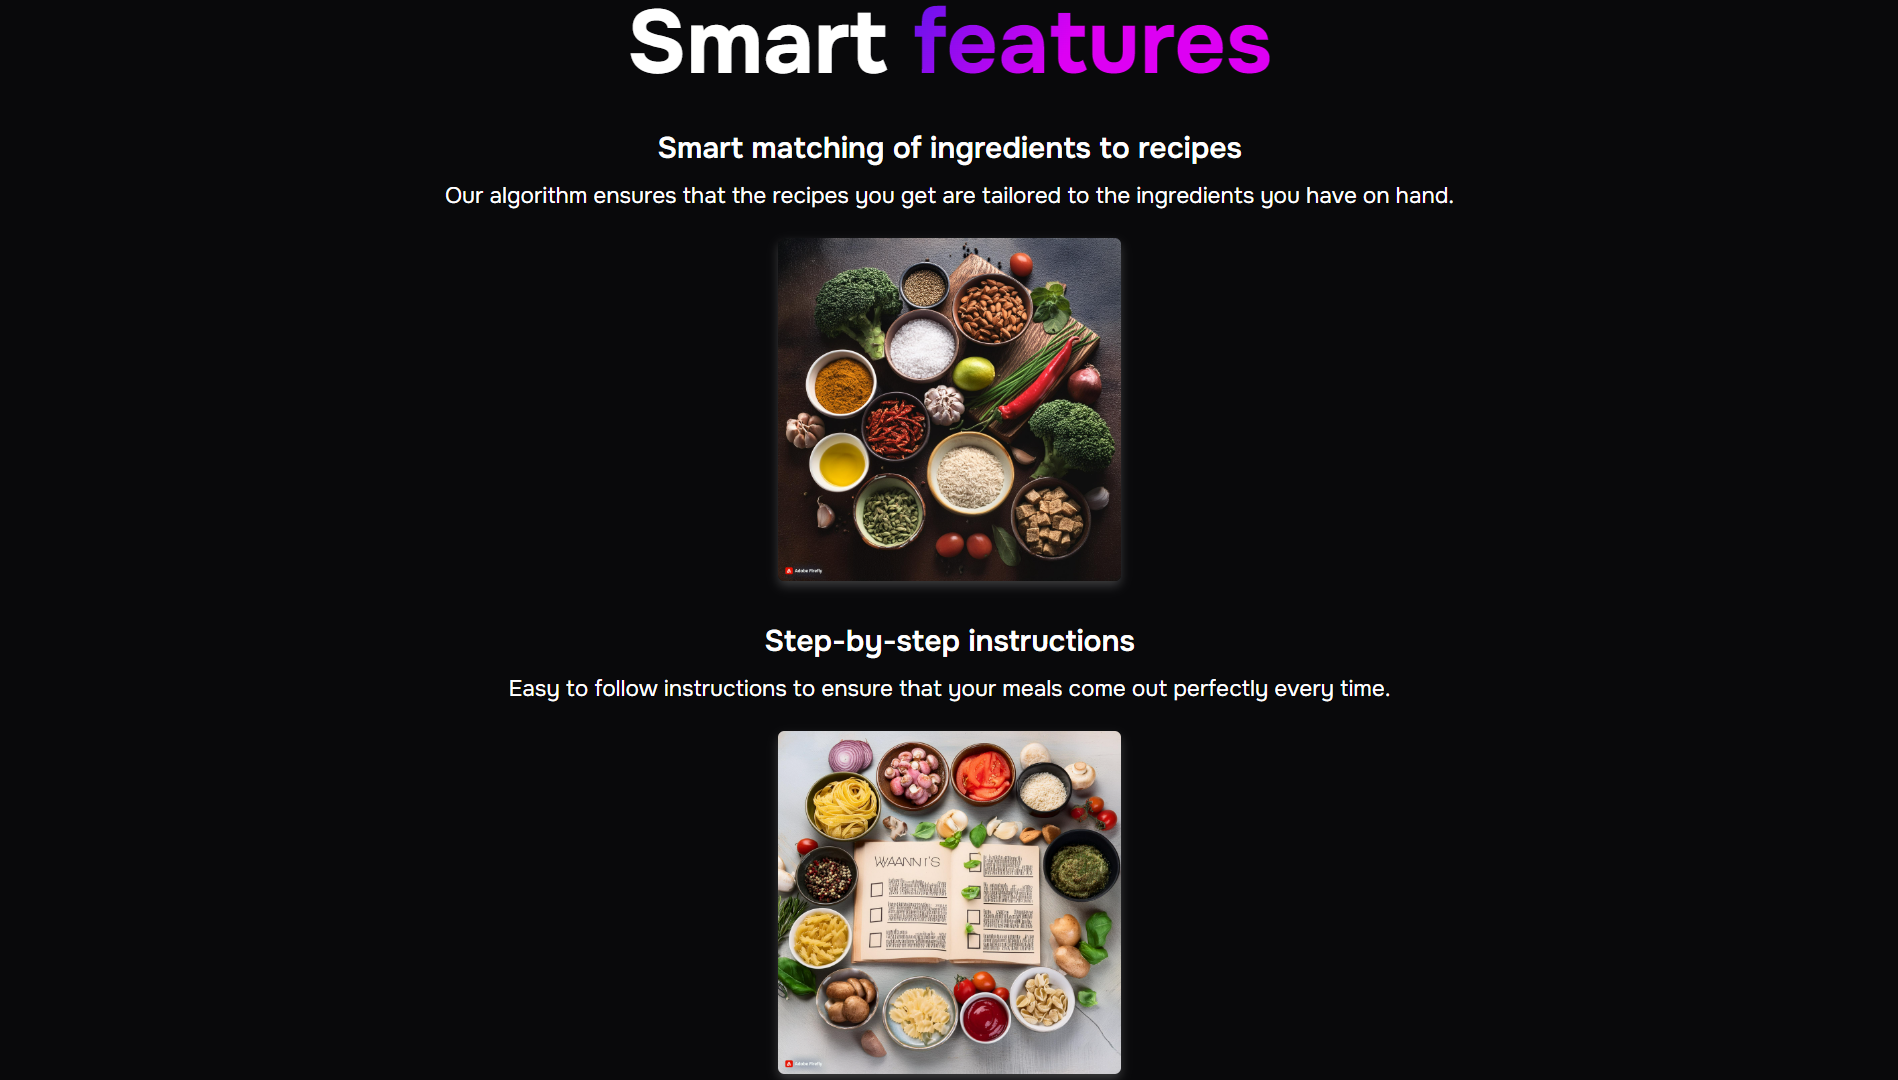 Smart features
Smart matching of ingredients to recipes
Our algorithm ensures that the recipes you get are tailored to the ingredients you have on hand.
Adobe Firefly
Step-by-step instructions
Easy to follow instructions to ensure that your meals come out perfectly every time.
WAANNI'S
Adobe Firefly